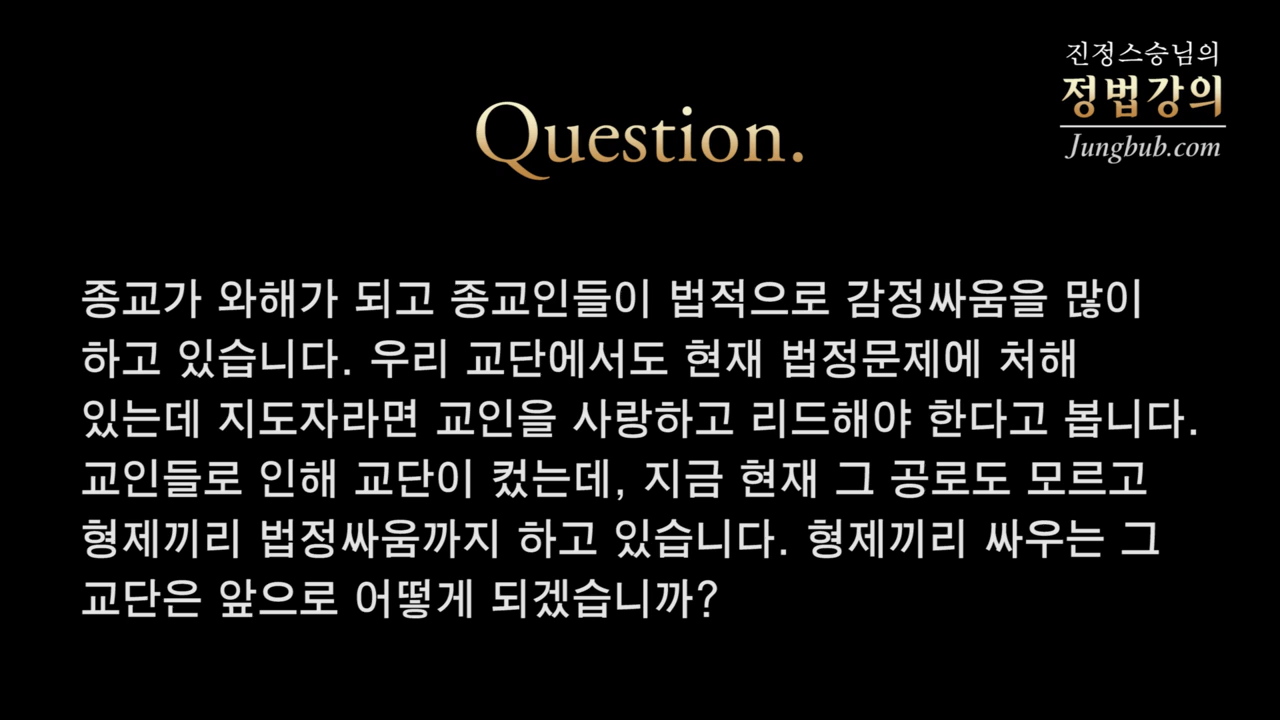 진정스승님의
정법강의
Jungbub.com
Question.
종교가 와해가 되고 종교인들이 법적으로 감정싸움을 많이
하고 있습니다. 우리 교단에서도 현재 법정문제에 처해
있는데 지도자라면 교인을 사랑하고 리드해야 한다고 봅니다.
교인들로 인해 교단이 컸는데, 지금 현재 그 공로도 모르고
형제끼리 법정싸움까지 하고 있습니다. 형제끼리 싸우는 그
교단은 앞으로 어떻게 되겠습니까?